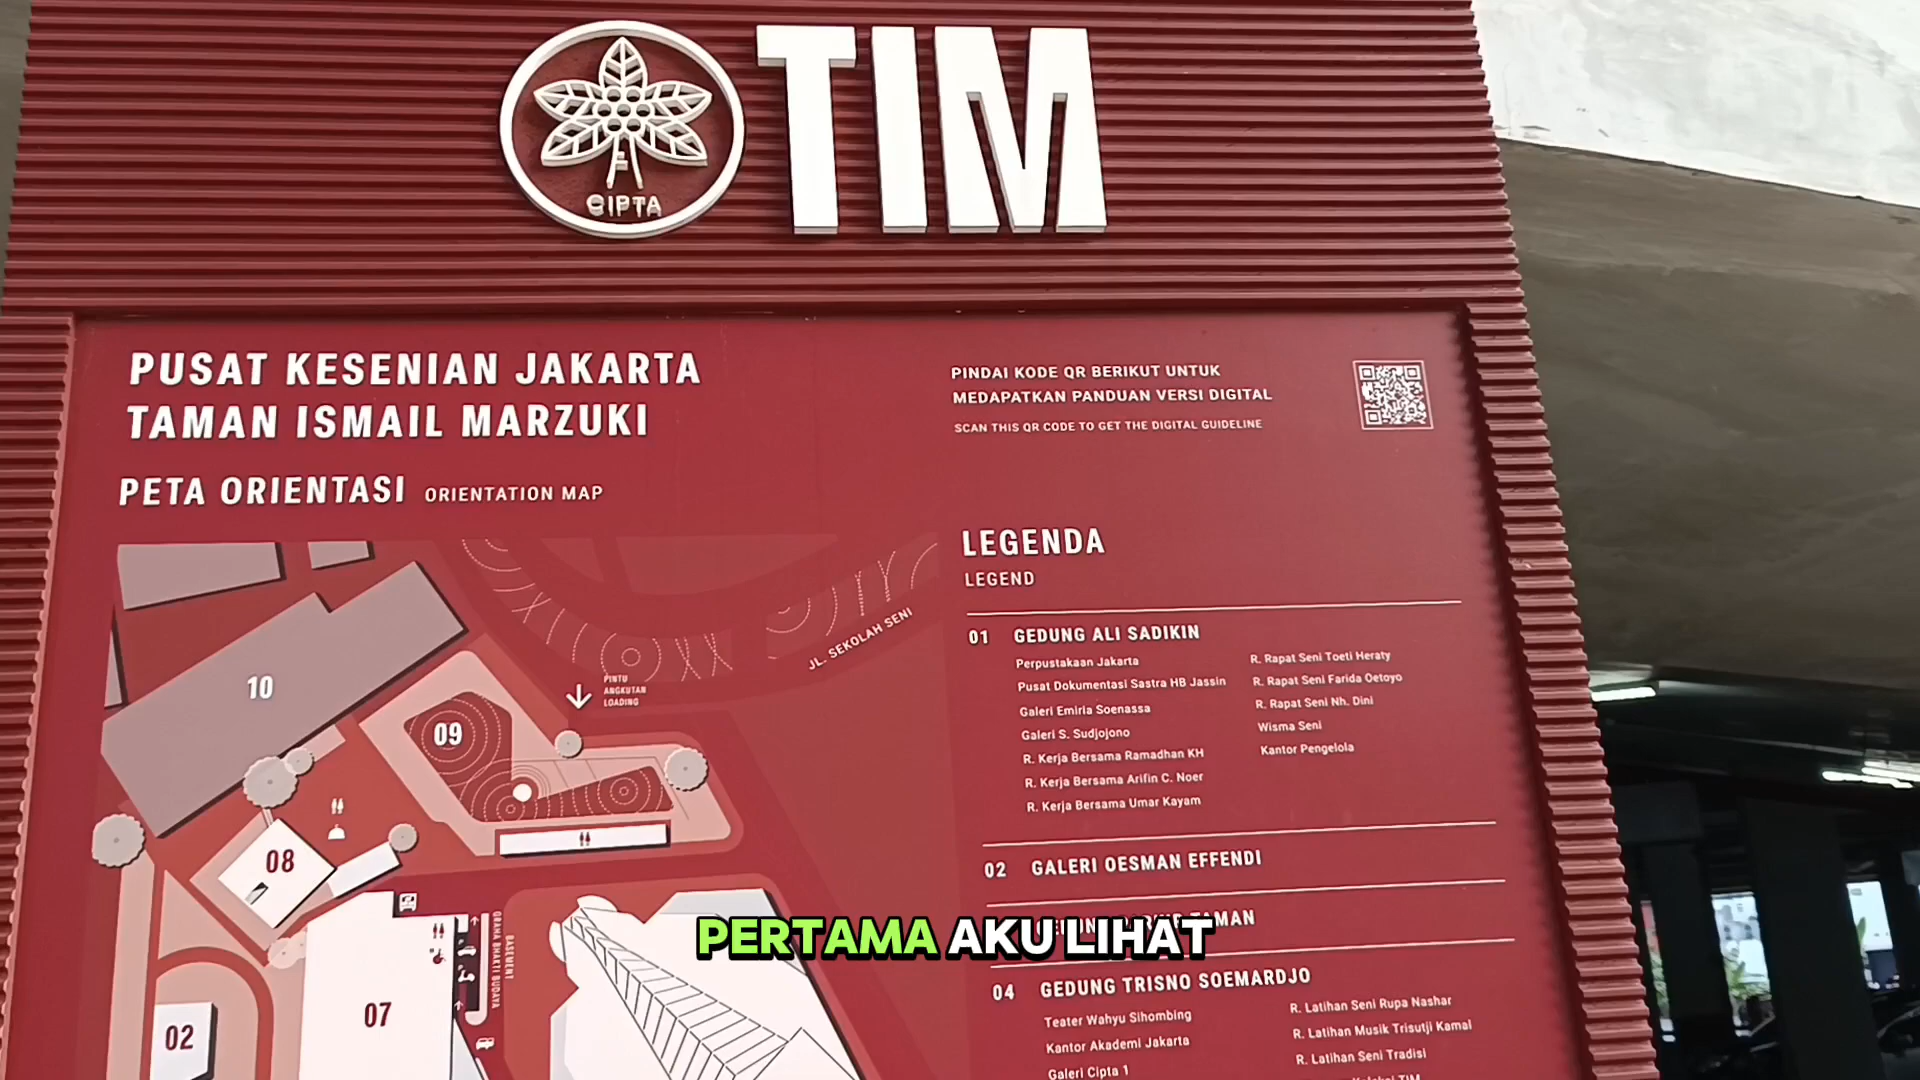 CIPTA
TIM
PUSAT KESENIAN JAKARTA
TAMAN ISMAIL MARZUKI
PETA ORIENTASI ORIENTATION MAP
PINDAI KODE QR BERIKUT UNTUK
MEDAPATKAN PANDUAN VERSI DIGITAL
SCAN THIS QR CODE TO GET THE DIGITAL GUIDELINE
JL. SEKOLAH SENI
PINTU
ANGKUTAN
LOADING
10
09
08
07
02
BASEMENT
GRAHA BHAKTI BUDAYA
LEGENDA
LEGEND
01 GEDUNG ALI SADIKIN
Perpustakaan Jakarta
Pusat Dokumentasi Sastra HB Jassin
Galeri Emiria Soenassa
Galeri S. Sudjojono
R. Kerja Bersama Ramadhan KH
R. Kerja Bersama Arifin C. Noer
R. Kerja Bersama Umar Kayam
R. Rapat Seni Toeti Heraty
R. Rapat Seni Farida Oetoyo
R. Rapat Seni Nh. Dini
Wisma Seni
Kantor Pengelola
02 GALERI OESMAN EFFENDI
TAMAN
04 GEDUNG TRISNO SOEMARDJO
Teater Wahyu Sihombing
Kantor Akademi Jakarta
Galeri Cipta 1
R. Latihan Seni Rupa Nashar
R. Latihan Musik Trisutji Kamal
R. Latihan Seni Tradisi
TIM
PERTAMA AKU LIHAT